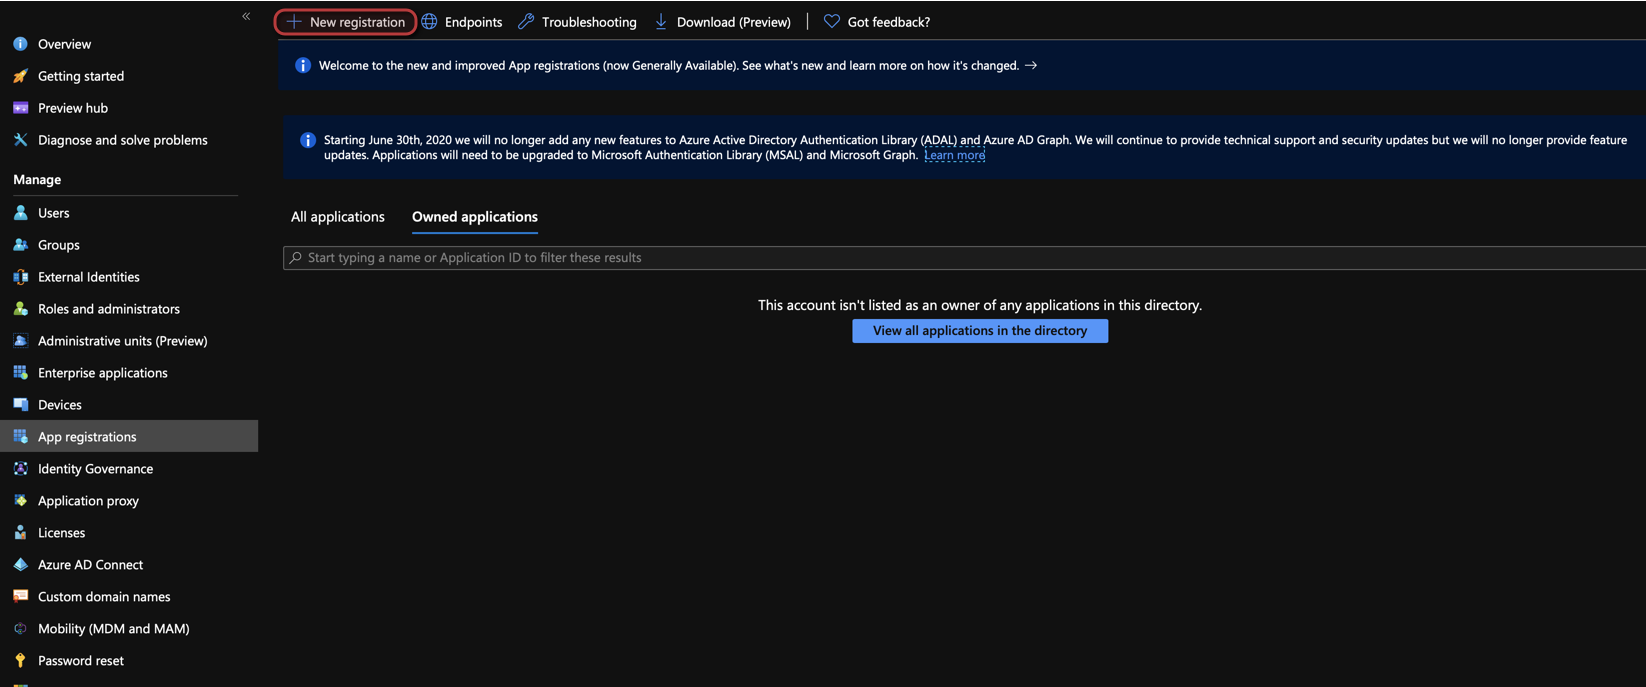 «
Overview
Getting started
Preview hub
Diagnose and solve problems
Manage
Users
Groups
External Identities
Roles and administrators
Administrative units (Preview)
Enterprise applications
Devices
App registrations
Identity Governance
Application proxy
Licenses
Azure AD Connect
Custom domain names
Mobility (MDM and MAM)
Password reset
New registration Endpoints Troubleshooting Download (Preview) Got feedback?
Welcome to the new and improved App registrations (now Generally Available). See what's new and learn more on how it's changed. →
Starting June 30th, 2020 we will no longer add any new features to Azure Active Directory Authentication Library (ADAL) and Azure AD Graph. We will continue to provide technical support and security updates but we will no longer provide feature
updates. Applications will need to be upgraded to Microsoft Authentication Library (MSAL) and Microsoft Graph. Learn more
All applications Owned applications
Start typing a name or Application ID to filter these results
This account isn't listed as an owner of any applications in this directory.
View all applications in the directory